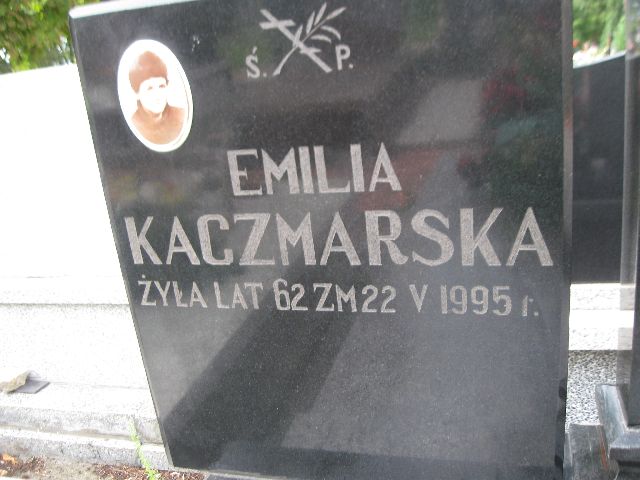 Ś. P.
EMILIA
KACZMARSKA
ŻYŁA LAT 62 ZM 22 V 1995 r.